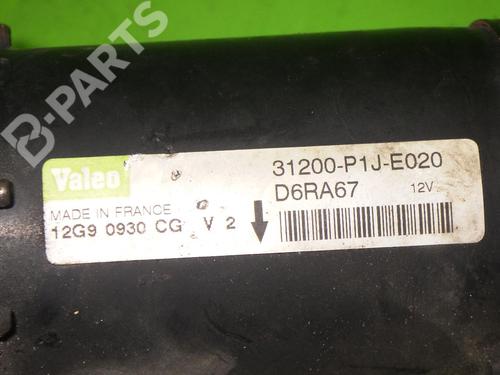 B-PARTS
Valeo
31200-P1J-E020
D6RA67 12V
MADE IN FRANCE
12G9 0930 CG V 2